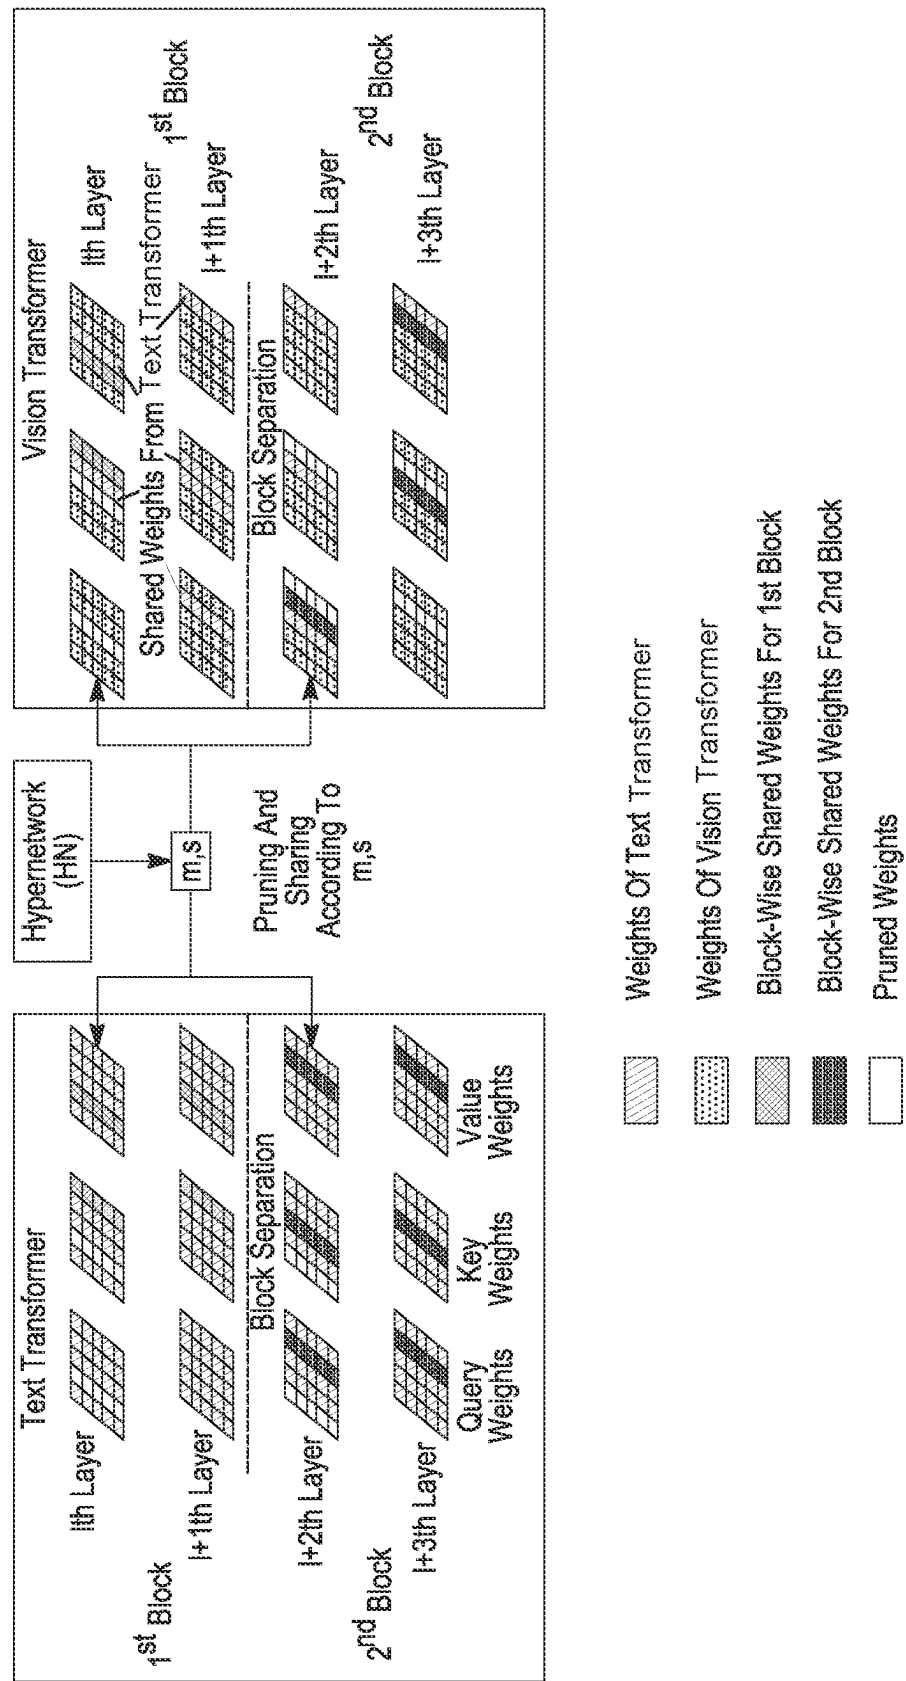 Text Transformer
lth Layer
1st Block
l+1th Layer
Block Separation
l+2th Layer
2nd Block
l+3th Layer
Query
Weights
Key
Weights
Value
Weights
Hypernetwork
(HN)
m,s
Pruning And
Sharing
According To
m,s
Vision Transformer
lth Layer
1st Block
Shared Weights From Text Transformer
l+1th Layer
Block Separation
l+2th Layer
2nd Block
l+3th Layer
Weights Of Text Transformer
Weights Of Vision Transformer
Block-Wise Shared Weights For 1st Block
Block-Wise Shared Weights For 2nd Block
Pruned Weights